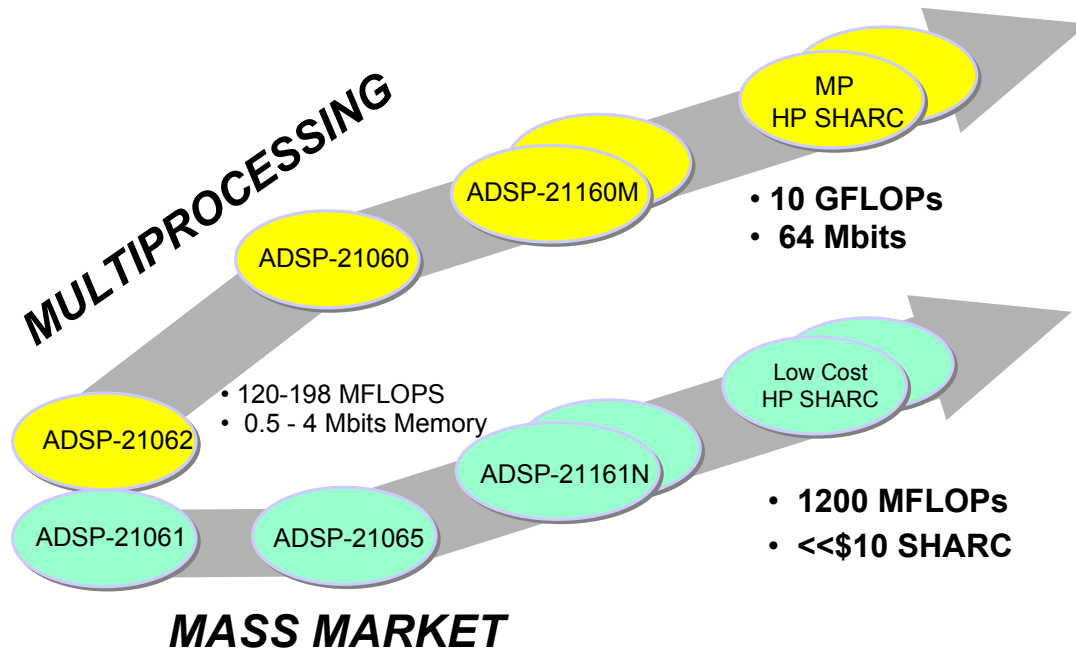 MULTIPROCESSING
MP
HP SHARC
ADSP-21160M
• 10 GFLOPs
• 64 Mbits
ADSP-21060
Low Cost
HP SHARC
• 120-198 MFLOPS
• 0.5 - 4 Mbits Memory
ADSP-21062
ADSP-21161N
• 1200 MFLOPs
• <<$10 SHARC
ADSP-21061
ADSP-21065
MASS MARKET